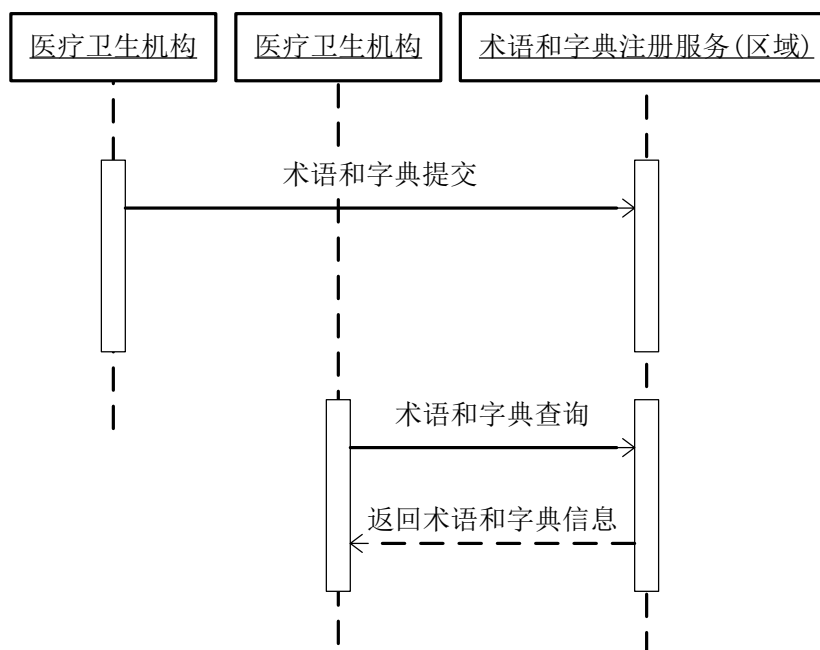 医疗卫生机构
医疗卫生机构
术语和字典注册服务(区域)
术语和字典提交
术语和字典查询
返回术语和字典信息